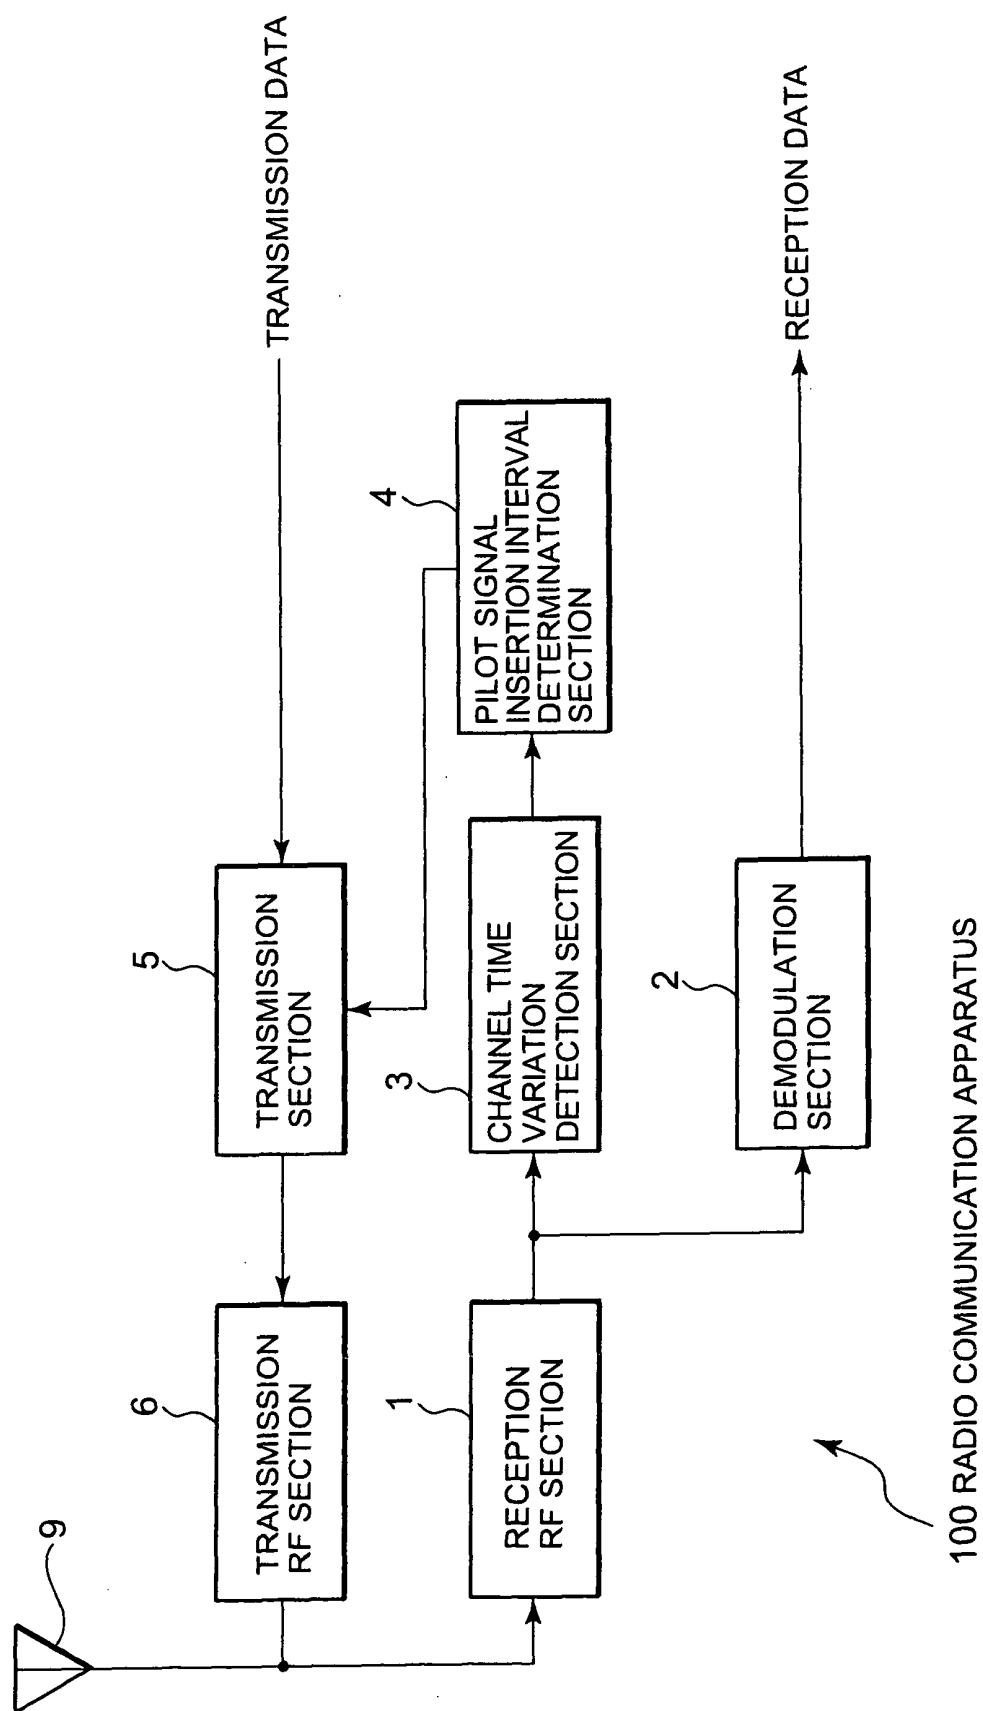 9
6
TRANSMISSION
RF SECTION
5
TRANSMISSION
SECTION
TRANSMISSION DATA
1
RECEPTION
RF SECTION
3
CHANNEL TIME
VARIATION
DETECTION SECTION
4
PILOT SIGNAL
INSERTION INTERVAL
DETERMINATION
SECTION
2
DEMODULATION
SECTION
RECEPTION DATA
100 RADIO COMMUNICATION APPARATUS